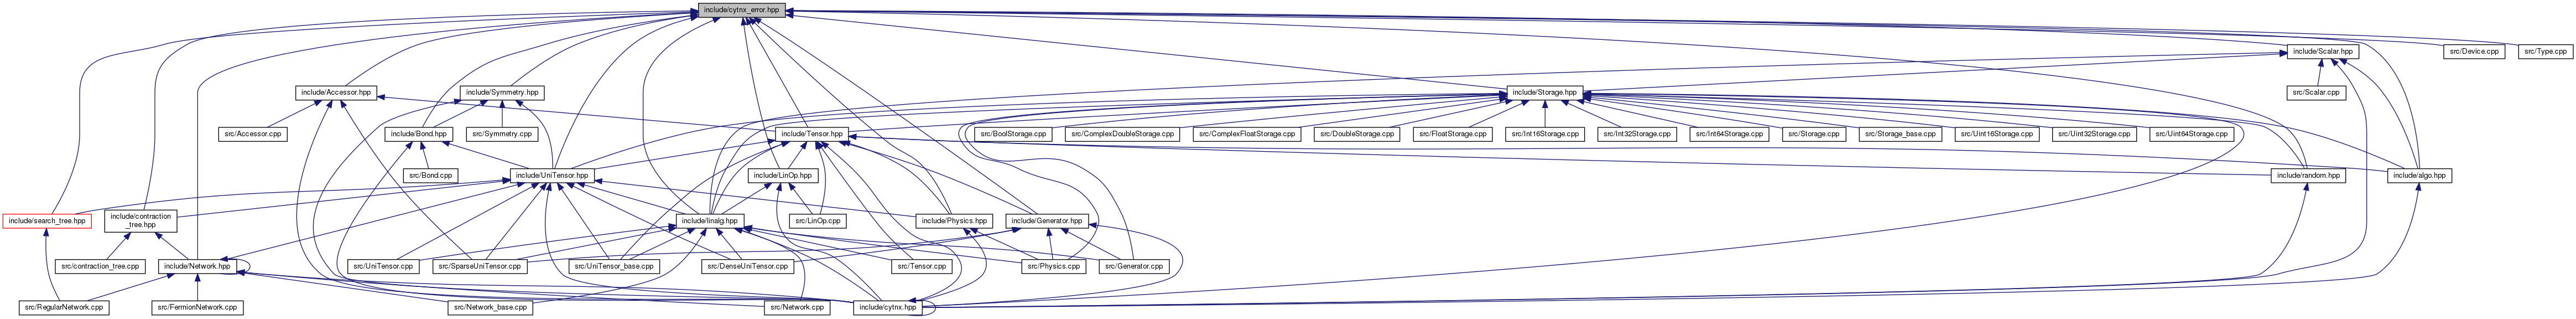 include/cytnx_error.hpp
include/Scalar.hpp
src/Device.cpp
src/Type.cpp
include/Accessor.hpp
include/Symmetry.hpp
include/Storage.hpp
src/Scalar.cpp
src/Accessor.cpp
include/Bond.hpp
src/Symmetry.cpp
include/Tensor.hpp
src/BoolStorage.cpp
src/ComplexDoubleStorage.cpp
src/ComplexFloatStorage.cpp
src/DoubleStorage.cpp
src/FloatStorage.cpp
src/Int16Storage.cpp
src/Int32Storage.cpp
src/Int64Storage.cpp
src/Storage.cpp
src/Storage_base.cpp
src/Uint16Storage.cpp
src/Uint32Storage.cpp
src/Uint64Storage.cpp
src/Bond.cpp
include/UniTensor.hpp
include/LinOp.hpp
include/random.hpp
include/algo.hpp
include/search_tree.hpp
include/contraction
_tree.hpp
include/linalg.hpp
src/LinOp.cpp
include/Physics.hpp
include/Generator.hpp
src/contraction_tree.cpp
include/Network.hpp
src/UniTensor.cpp
src/SparseUniTensor.cpp
src/UniTensor_base.cpp
src/DenseUniTensor.cpp
src/Tensor.cpp
src/Physics.cpp
src/Generator.cpp
src/RegularNetwork.cpp
src/FermionNetwork.cpp
src/Network_base.cpp
src/Network.cpp
include/cytnx.hpp